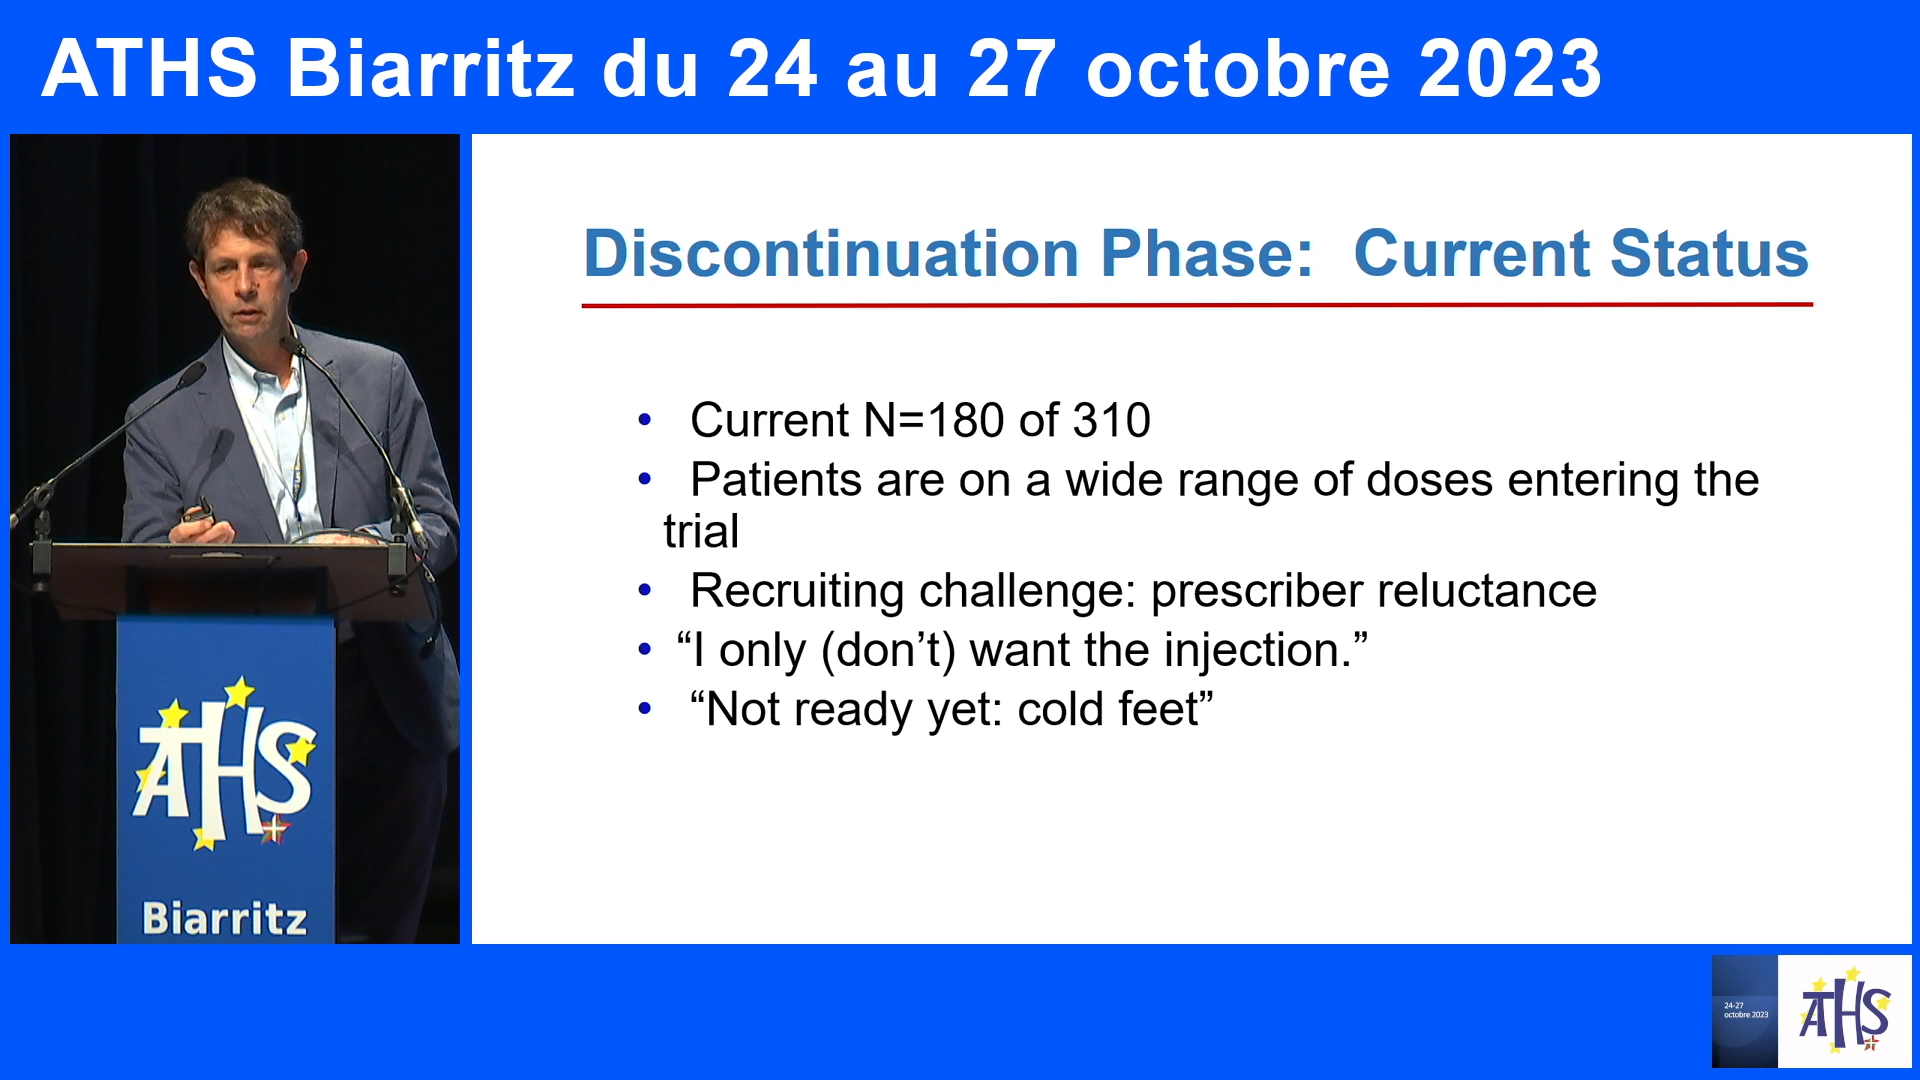 ATHS Biarritz du 24 au 27 octobre 2023
Discontinuation Phase:  Current Status
• Current N=180 of 310
• Patients are on a wide range of doses entering the
trial
• Recruiting challenge: prescriber reluctance
• “I only (don’t) want the injection.”
• “Not ready yet: cold feet”
ATHS
Biarritz
24-27
octobre 2023
ATHS